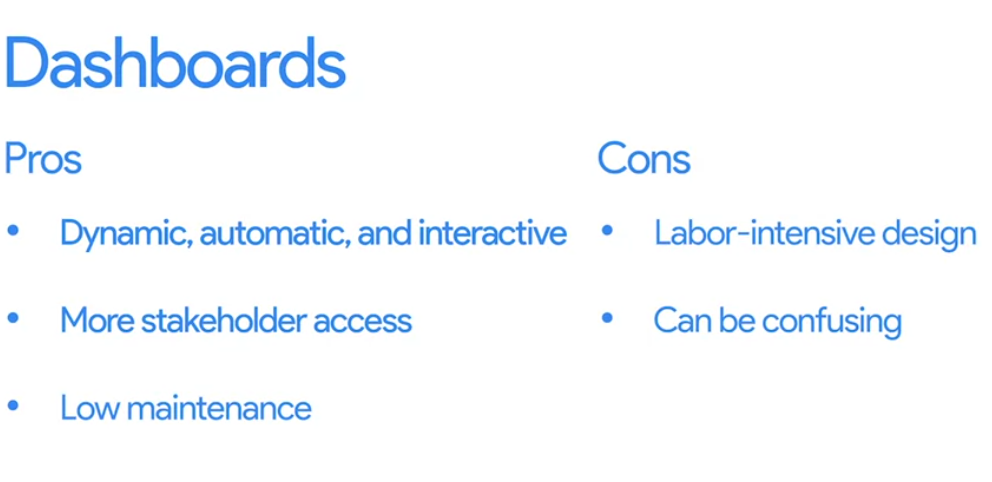 Dashboards
Pros
Dynamic, automatic, and interactive
More stakeholder access
Low maintenance
Cons
Labor-intensive design
Can be confusing